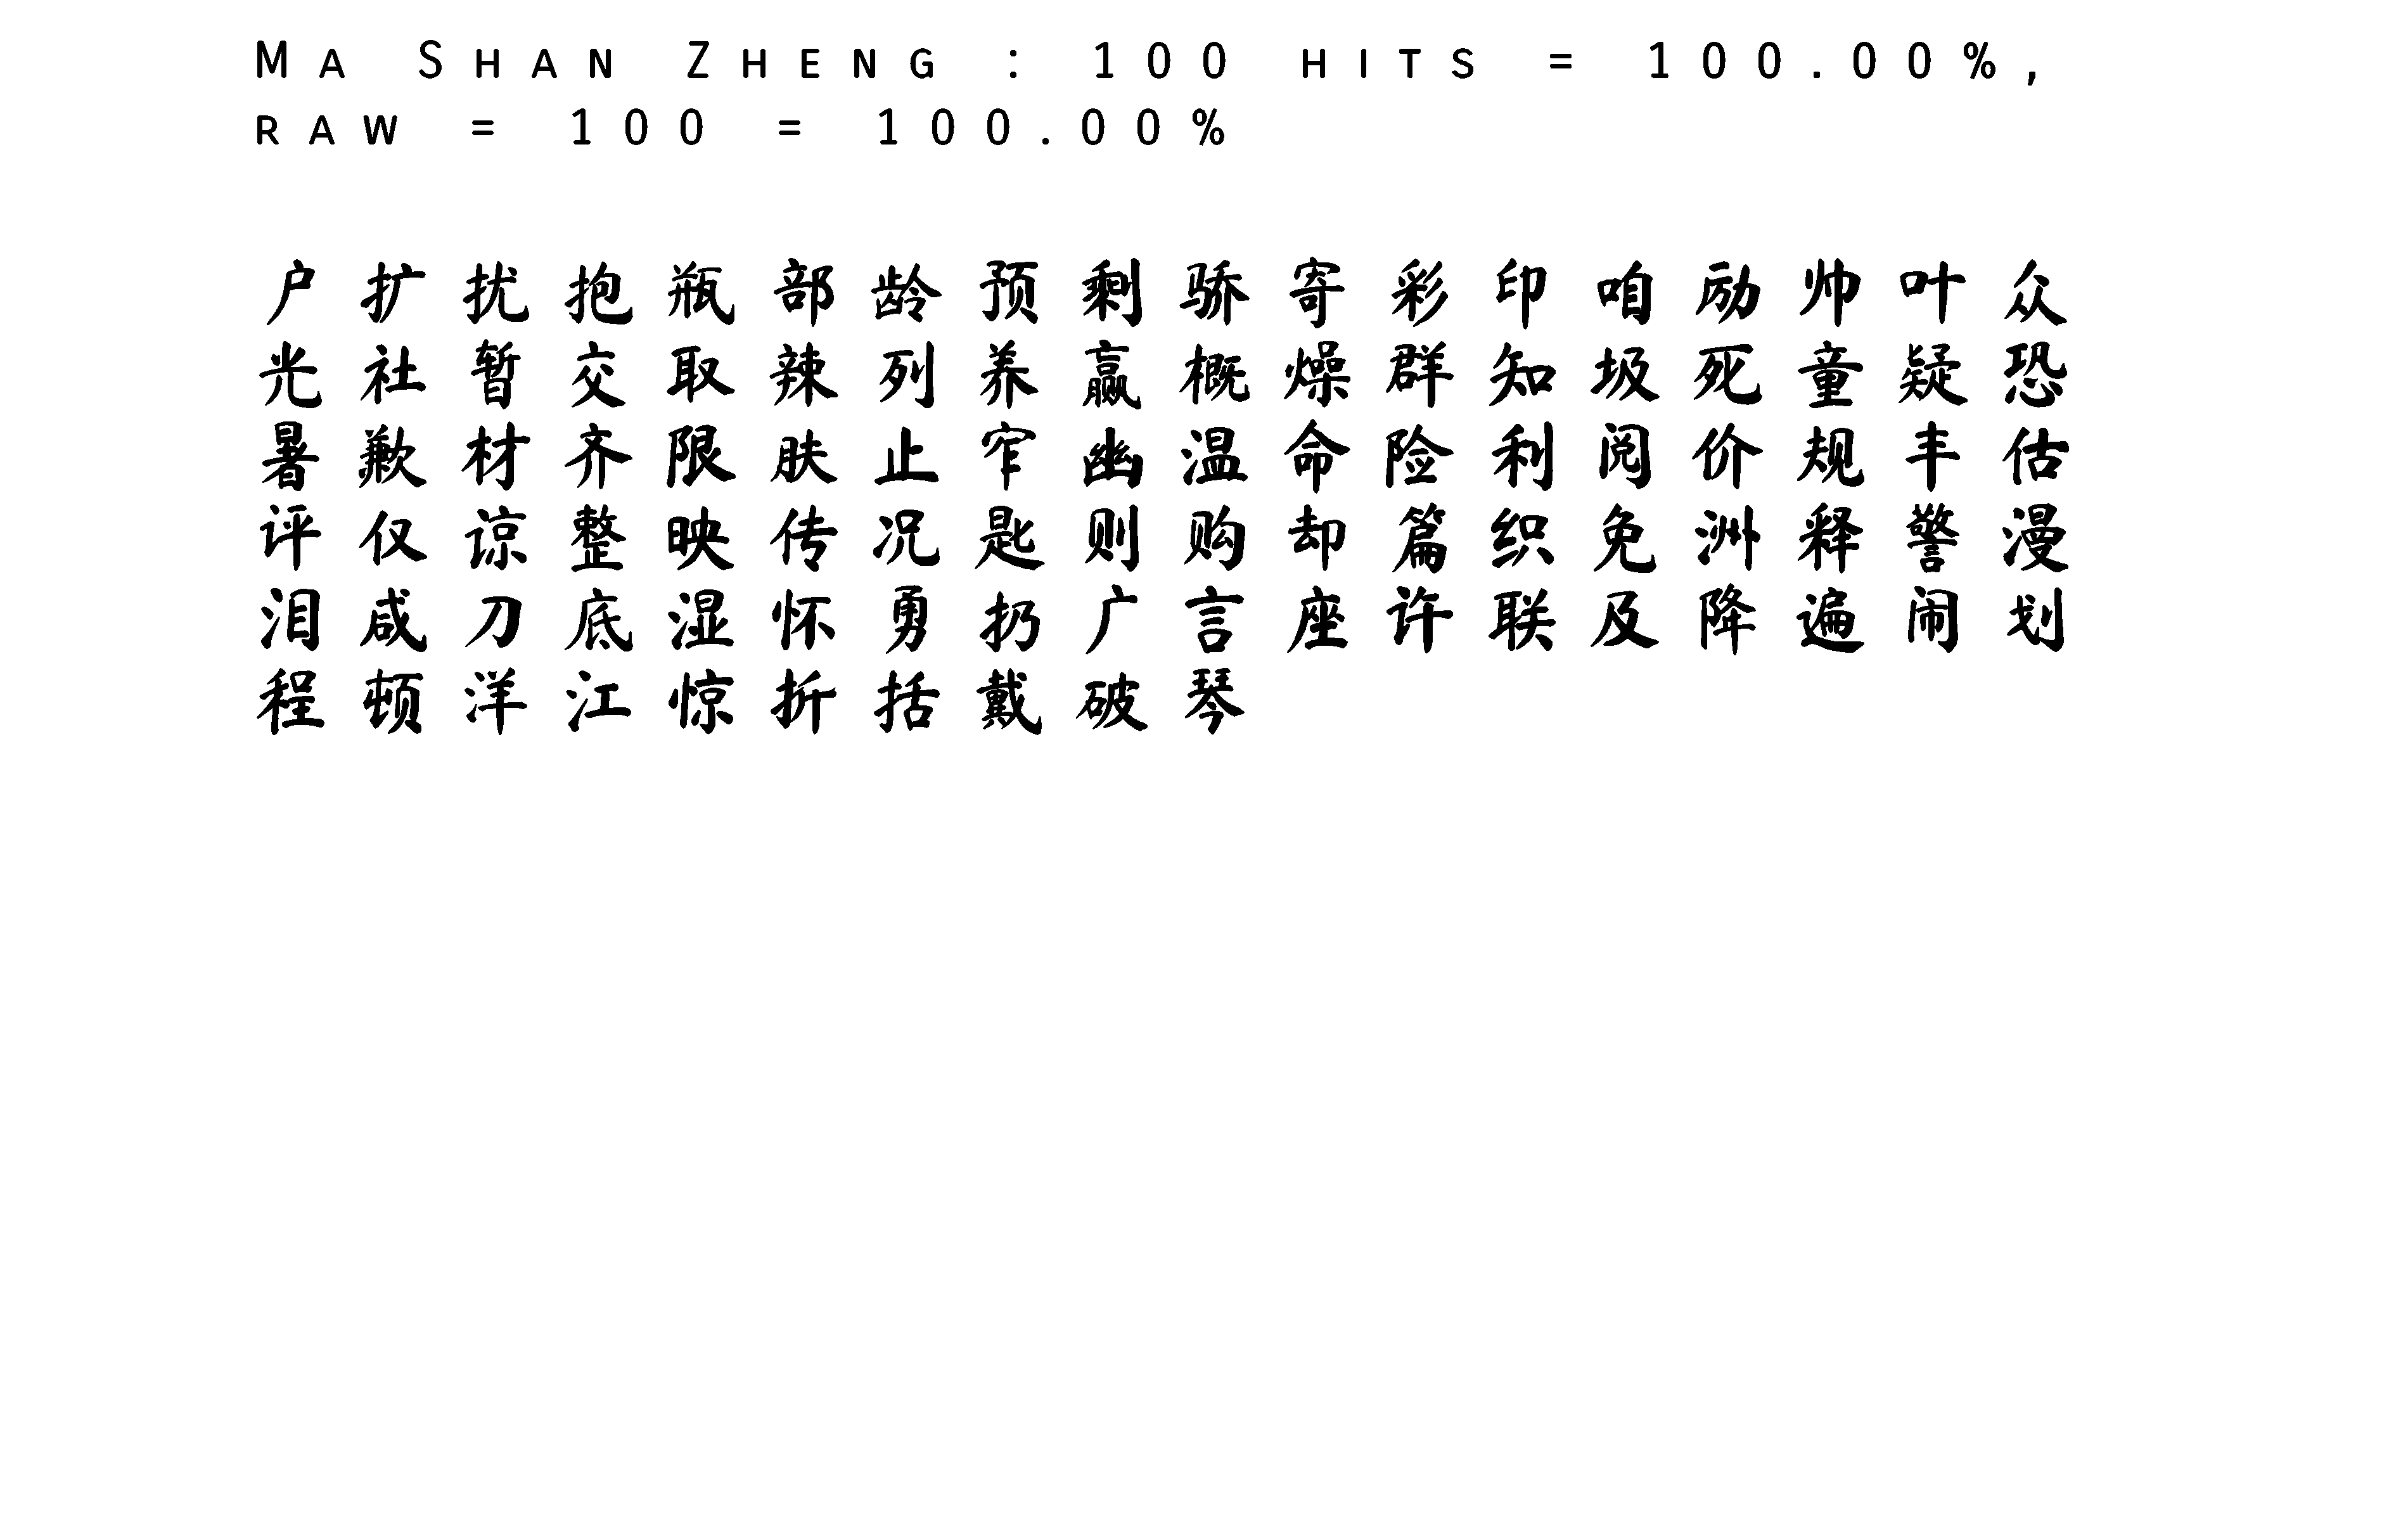 Ma Shan Zheng : 100 hits = 100.00%,
raw = 100 = 100.00%
户扩扰抱瓶部龄预剩骄寄彩印咱励帅叶众
光社暂交取辣列养赢概燥群知圾死童疑恐
暑歉材齐限肤止窄幽温命险利阅价规丰估
评仅谅整映传况匙则购却篇织免洲释警漫
泪咸刀底湿怀勇扔广言座许联及降遍闹划
程顿洋江惊折括戴破琴